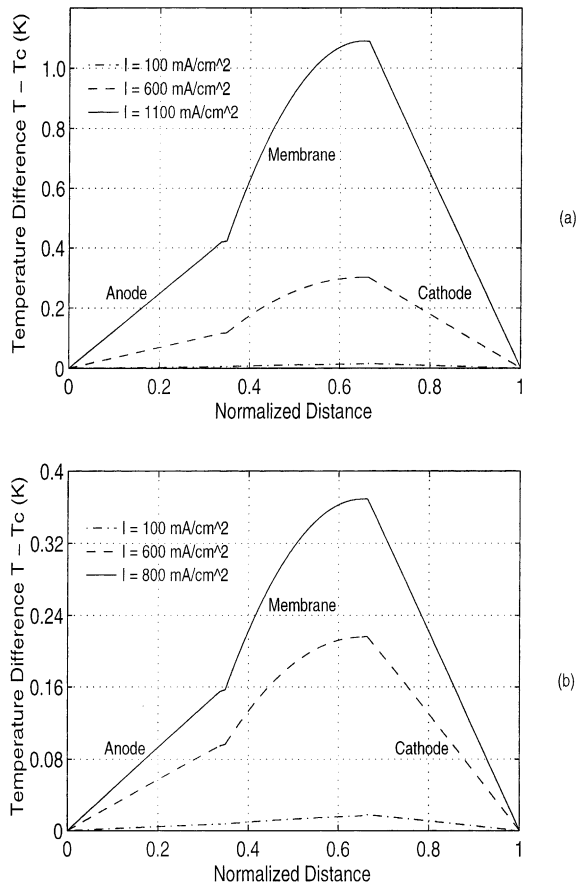 Temperature Difference T – Tc (K)
1.0
0.8
0.6
0.4
0.2
0
I = 100 mA/cm^2
I = 600 mA/cm^2
I = 1100 mA/cm^2
Membrane
Anode
Cathode
(a)
0 0.2 0.4 0.6 0.8 1
Normalized Distance
Temperature Difference T – Tc (K)
0.4
0.32
0.24
0.16
0.08
0
I = 100 mA/cm^2
I = 600 mA/cm^2
I = 800 mA/cm^2
Membrane
Anode
Cathode
(b)
0 0.2 0.4 0.6 0.8 1
Normalized Distance